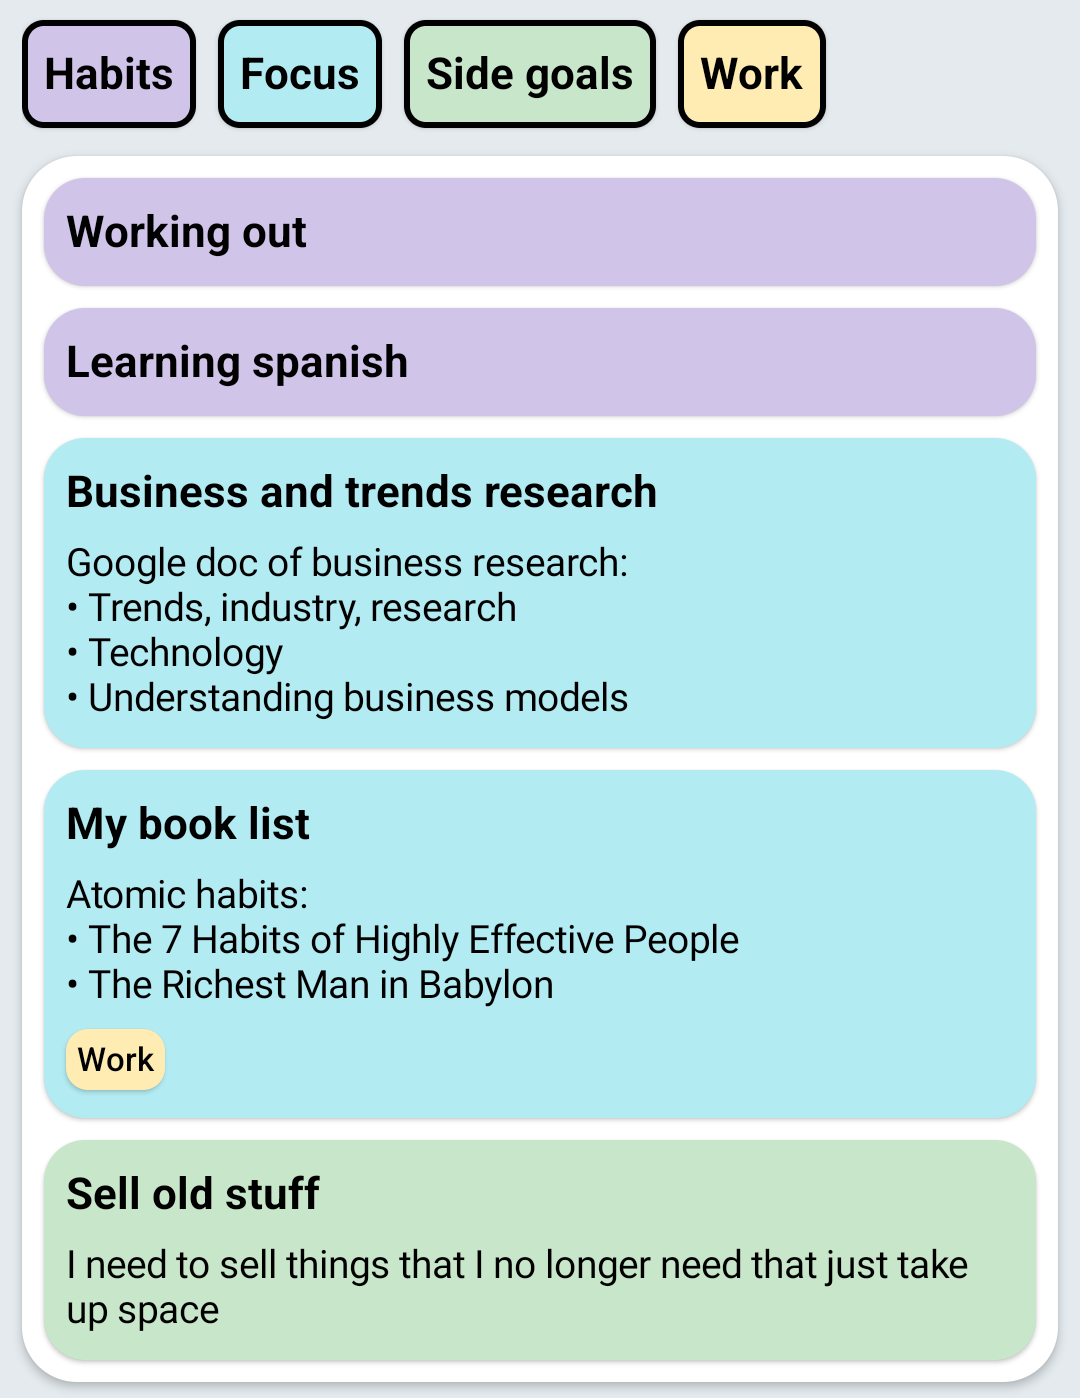 Habits Focus Side goals Work
Working out
Learning spanish
Business and trends research
Google doc of business research:
• Trends, industry, research
• Technology
• Understanding business models
My book list
Atomic habits:
• The 7 Habits of Highly Effective People
• The Richest Man in Babylon
Work
Sell old stuff
I need to sell things that I no longer need that just take
up space